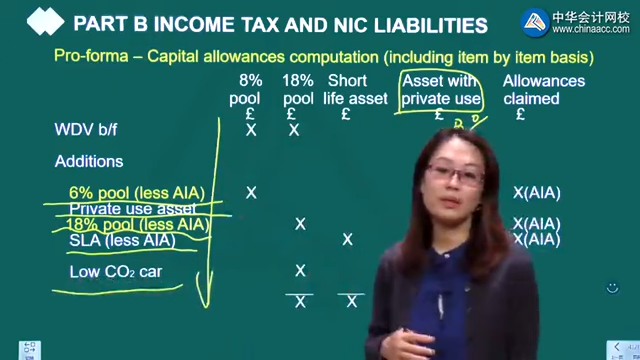 PART B INCOME TAX AND NIC LIABILITIES
中华会计网校
www.chinaacc.com
Pro-forma – Capital allowances computation (including item by item basis)
8% pool £
18% pool £
Short life asset £
Asset with private use £
Allowances claimed £
WDV b/f X X
Additions
6% pool (less AIA) X X(AIA)
Private use asset
18% pool (less AIA) X X(AIA)
SLA (less AIA) X X(AIA)
Low CO₂ car X
X X